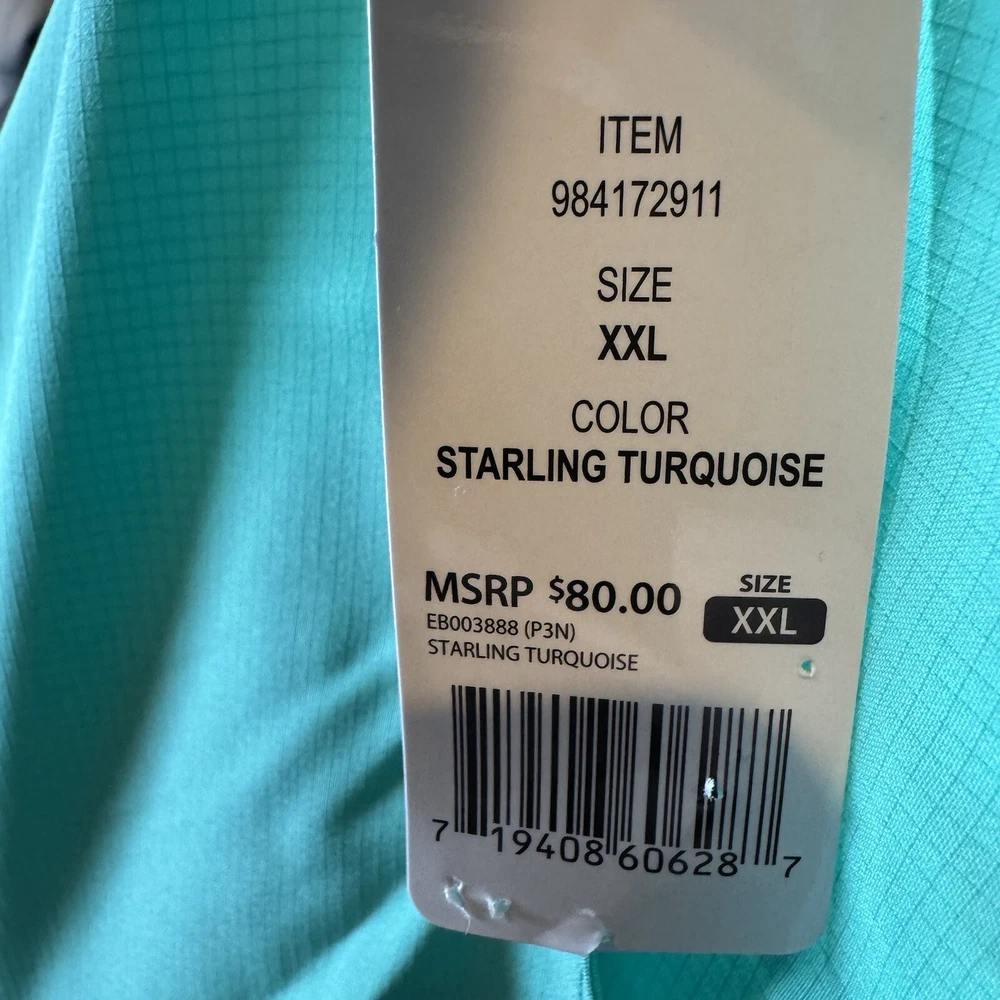 ITEM
984172911
SIZE
XXL
COLOR
STARLING TURQUOISE
MSRP $80.00
EB003888 (P3N)
STARLING TURQUOISE
SIZE
XXL
7 19408 60628 7